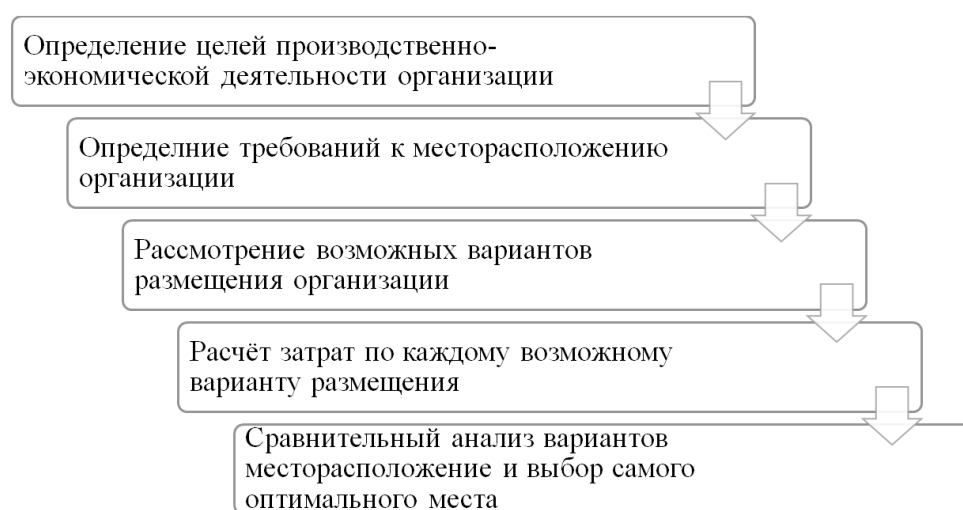 Определение целей производственно-
экономической деятельности организации
Определние требований к месторасположению
организации
Рассмотрение возможных вариантов
размещения организации
Расчёт затрат по каждому возможному
варианту размещения
Сравнительный анализ вариантов
месторасположение и выбор самого
оптимального места